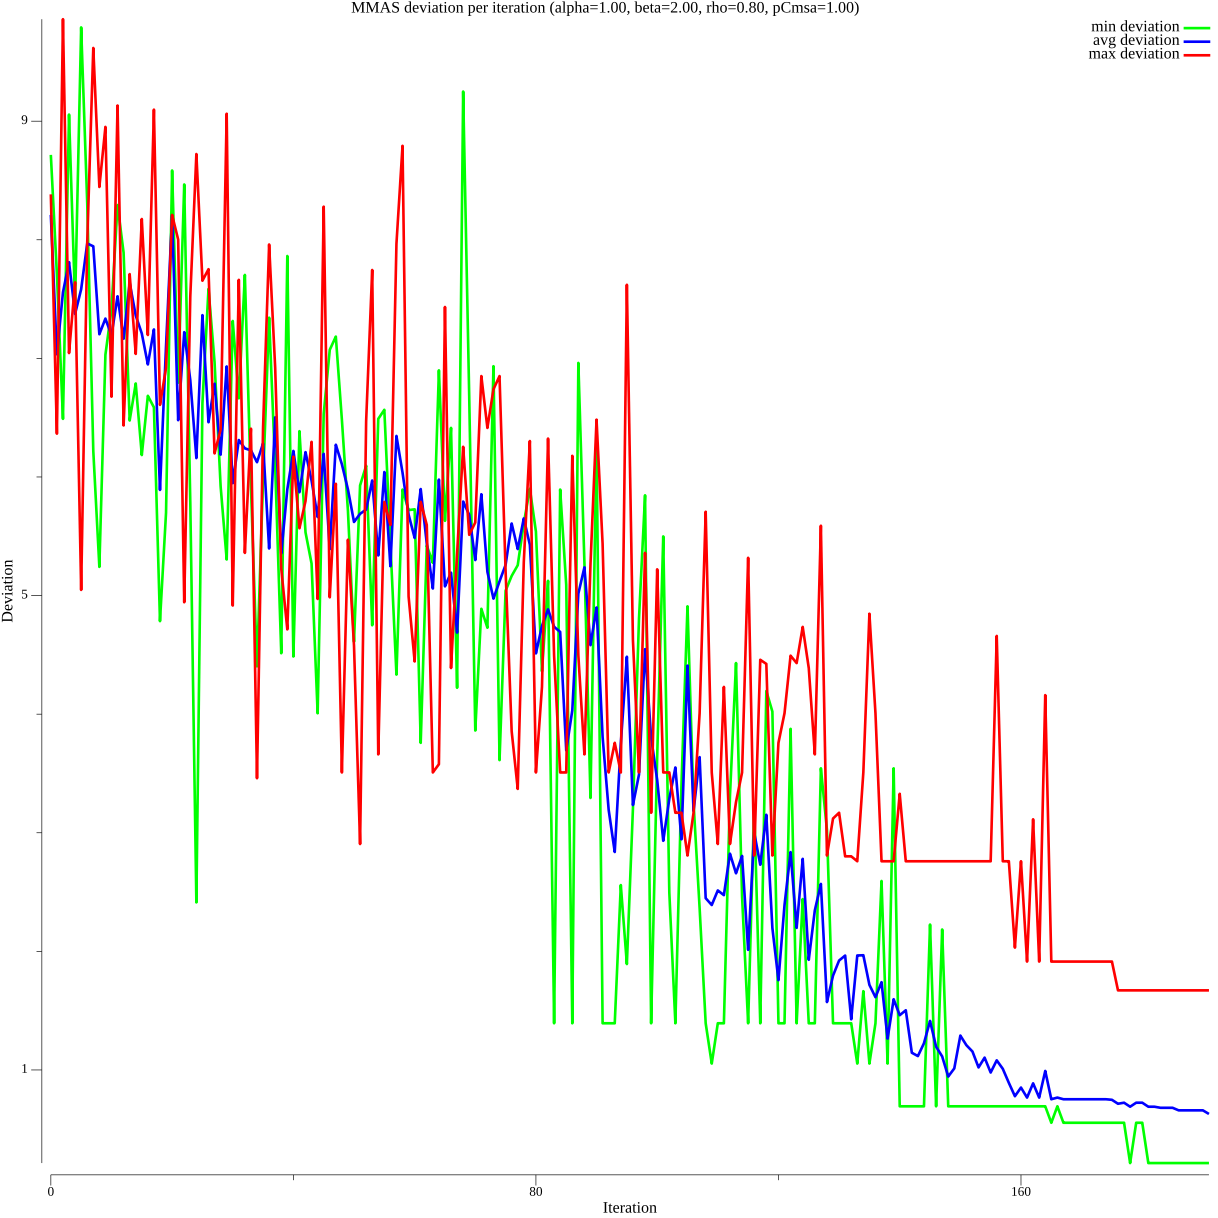 MMAS deviation per iteration (alpha=1.00, beta=2.00, rho=0.80, pCmsa=1.00)
min deviation
avg deviation
max deviation
9
5
1
Deviation
0
80
160
Iteration